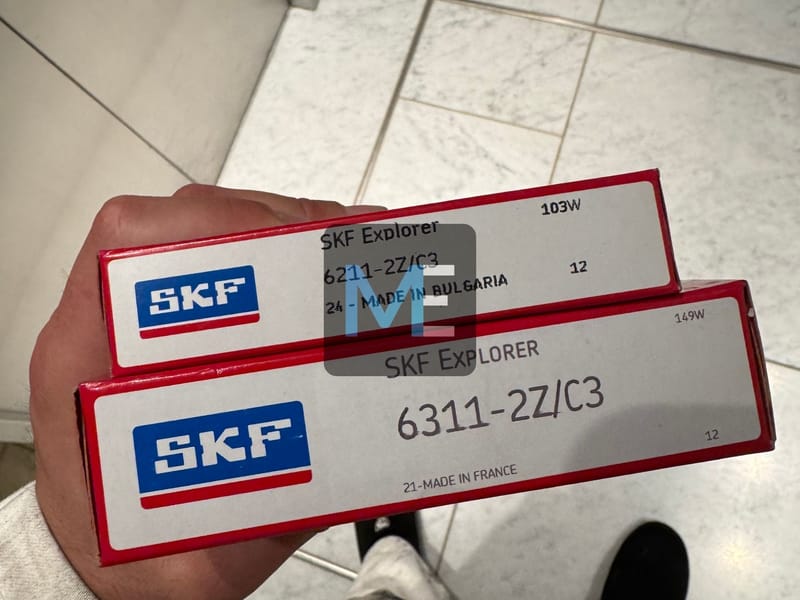 SKF
SKF Explorer
103W
6211-2Z/C3
12
24 - MADE IN BULGARIA
ME
SKF
SKF EXPLORER
149W
6311-2Z/C3
12
21-MADE IN FRANCE